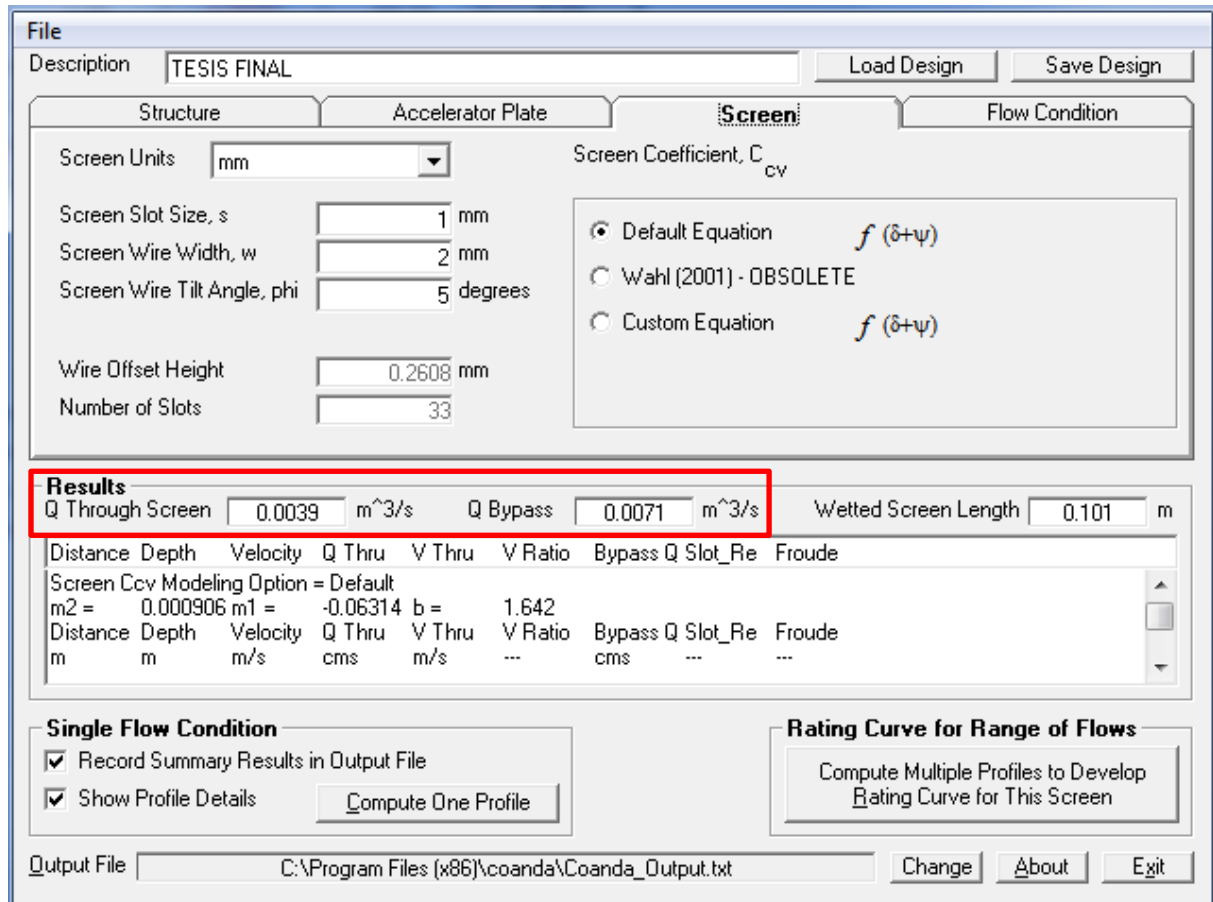 File
Description TESIS FINAL Load Design Save Design
Structure Accelerator Plate Screen Flow Condition
Screen Units mm Screen Coefficient, C cv
Screen Slot Size, s 1 mm
Screen Wire Width, w 2 mm
Screen Wire Tilt Angle, phi 5 degrees
Default Equation f (δ+ψ)
Wahl (2001) - OBSOLETE
Custom Equation f (δ+ψ)
Wire Offset Height 0.2608 mm
Number of Slots 33
Results
Q Through Screen 0.0039 m^3/s Q Bypass 0.0071 m^3/s Wetted Screen Length 0.101 m
Distance Depth Velocity Q Thru V Thru V Ratio Bypass Q Slot_Re Froude
Screen Ccv Modeling Option = Default
m2 = 0.000906 m1 = -0.06314 b = 1.642
Distance Depth Velocity Q Thru V Thru V Ratio Bypass Q Slot_Re Froude
m m m/s cms m/s --- cms --- ---
Single Flow Condition
Record Summary Results in Output File
Show Profile Details Compute One Profile
Rating Curve for Range of Flows
Compute Multiple Profiles to Develop
Rating Curve for This Screen
Output File C:\Program Files (x86)\coanda\Coanda_Output.txt Change About Exit